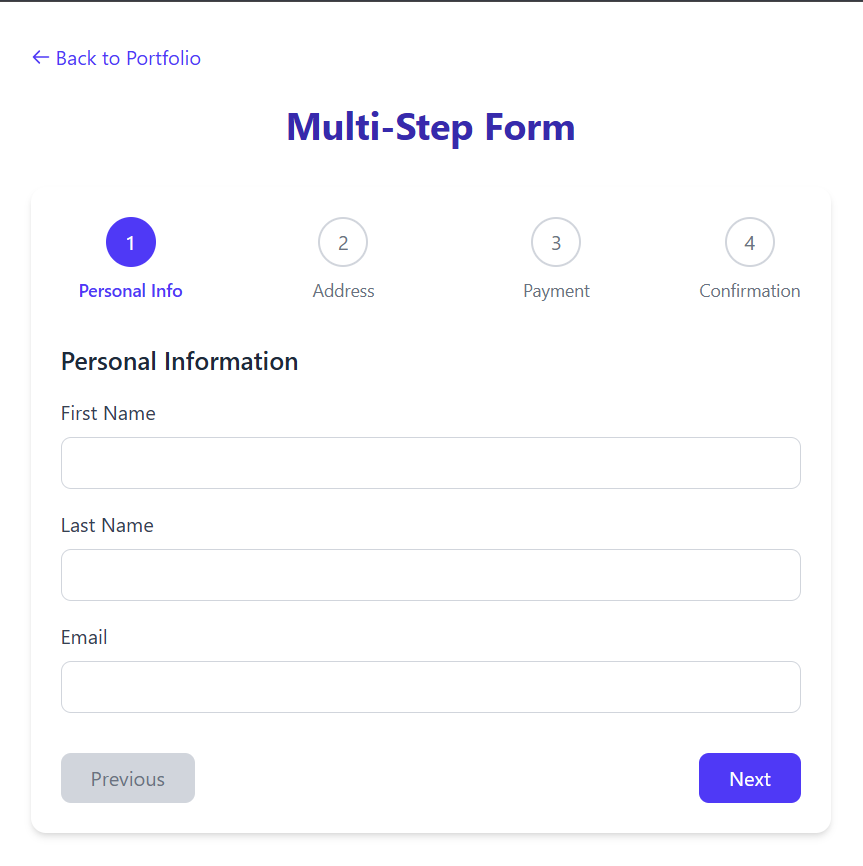 ← Back to Portfolio
Multi-Step Form
1 2 3 4
Personal Info Address Payment Confirmation
Personal Information
First Name
Last Name
Email
Previous Next